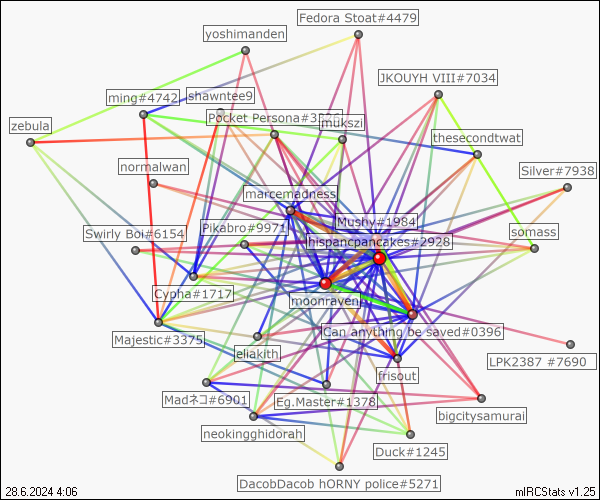 Fedora Stoat#4479
yoshimanden
JKOUYH VIII#7034
shawntee9
ming#4742
Pocket Persona#
mukszi
zebula
thesecondtwat
normalwan
Silver#7938
marcemadness
Mushy#1984
Pikabro#9971
somass
Swirly Boi#6154
hispancpancakes#2928
Cypha#1717
moonraven
Can anything be saved#0396
Majestic#3375
eliakith
LPK2387 #7690
frisout
Madネコ#6901
Eg.Master#1378
bigcitysamurai
neokingghidorah
Duck#1245
DacobDacob hORNY police#5271
28.6.2024 4:06
mIRCStats v1.25